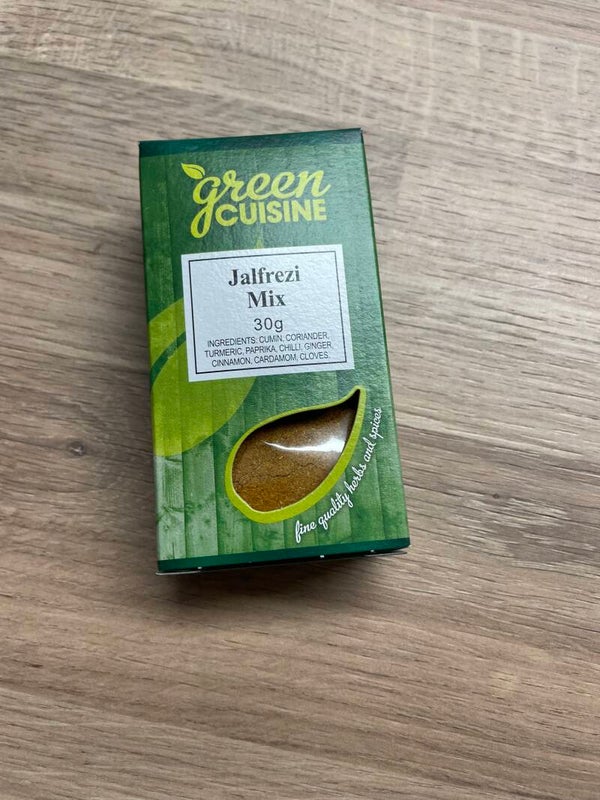 green
CUISINE
Jalfrezi
Mix
30g
INGREDIENTS: CUMIN, CORIANDER,
TURMERIC, PAPRIKA, CHILLI, GINGER,
CINNAMON, CARDAMOM, CLOVES.
fine quality herbs and spices